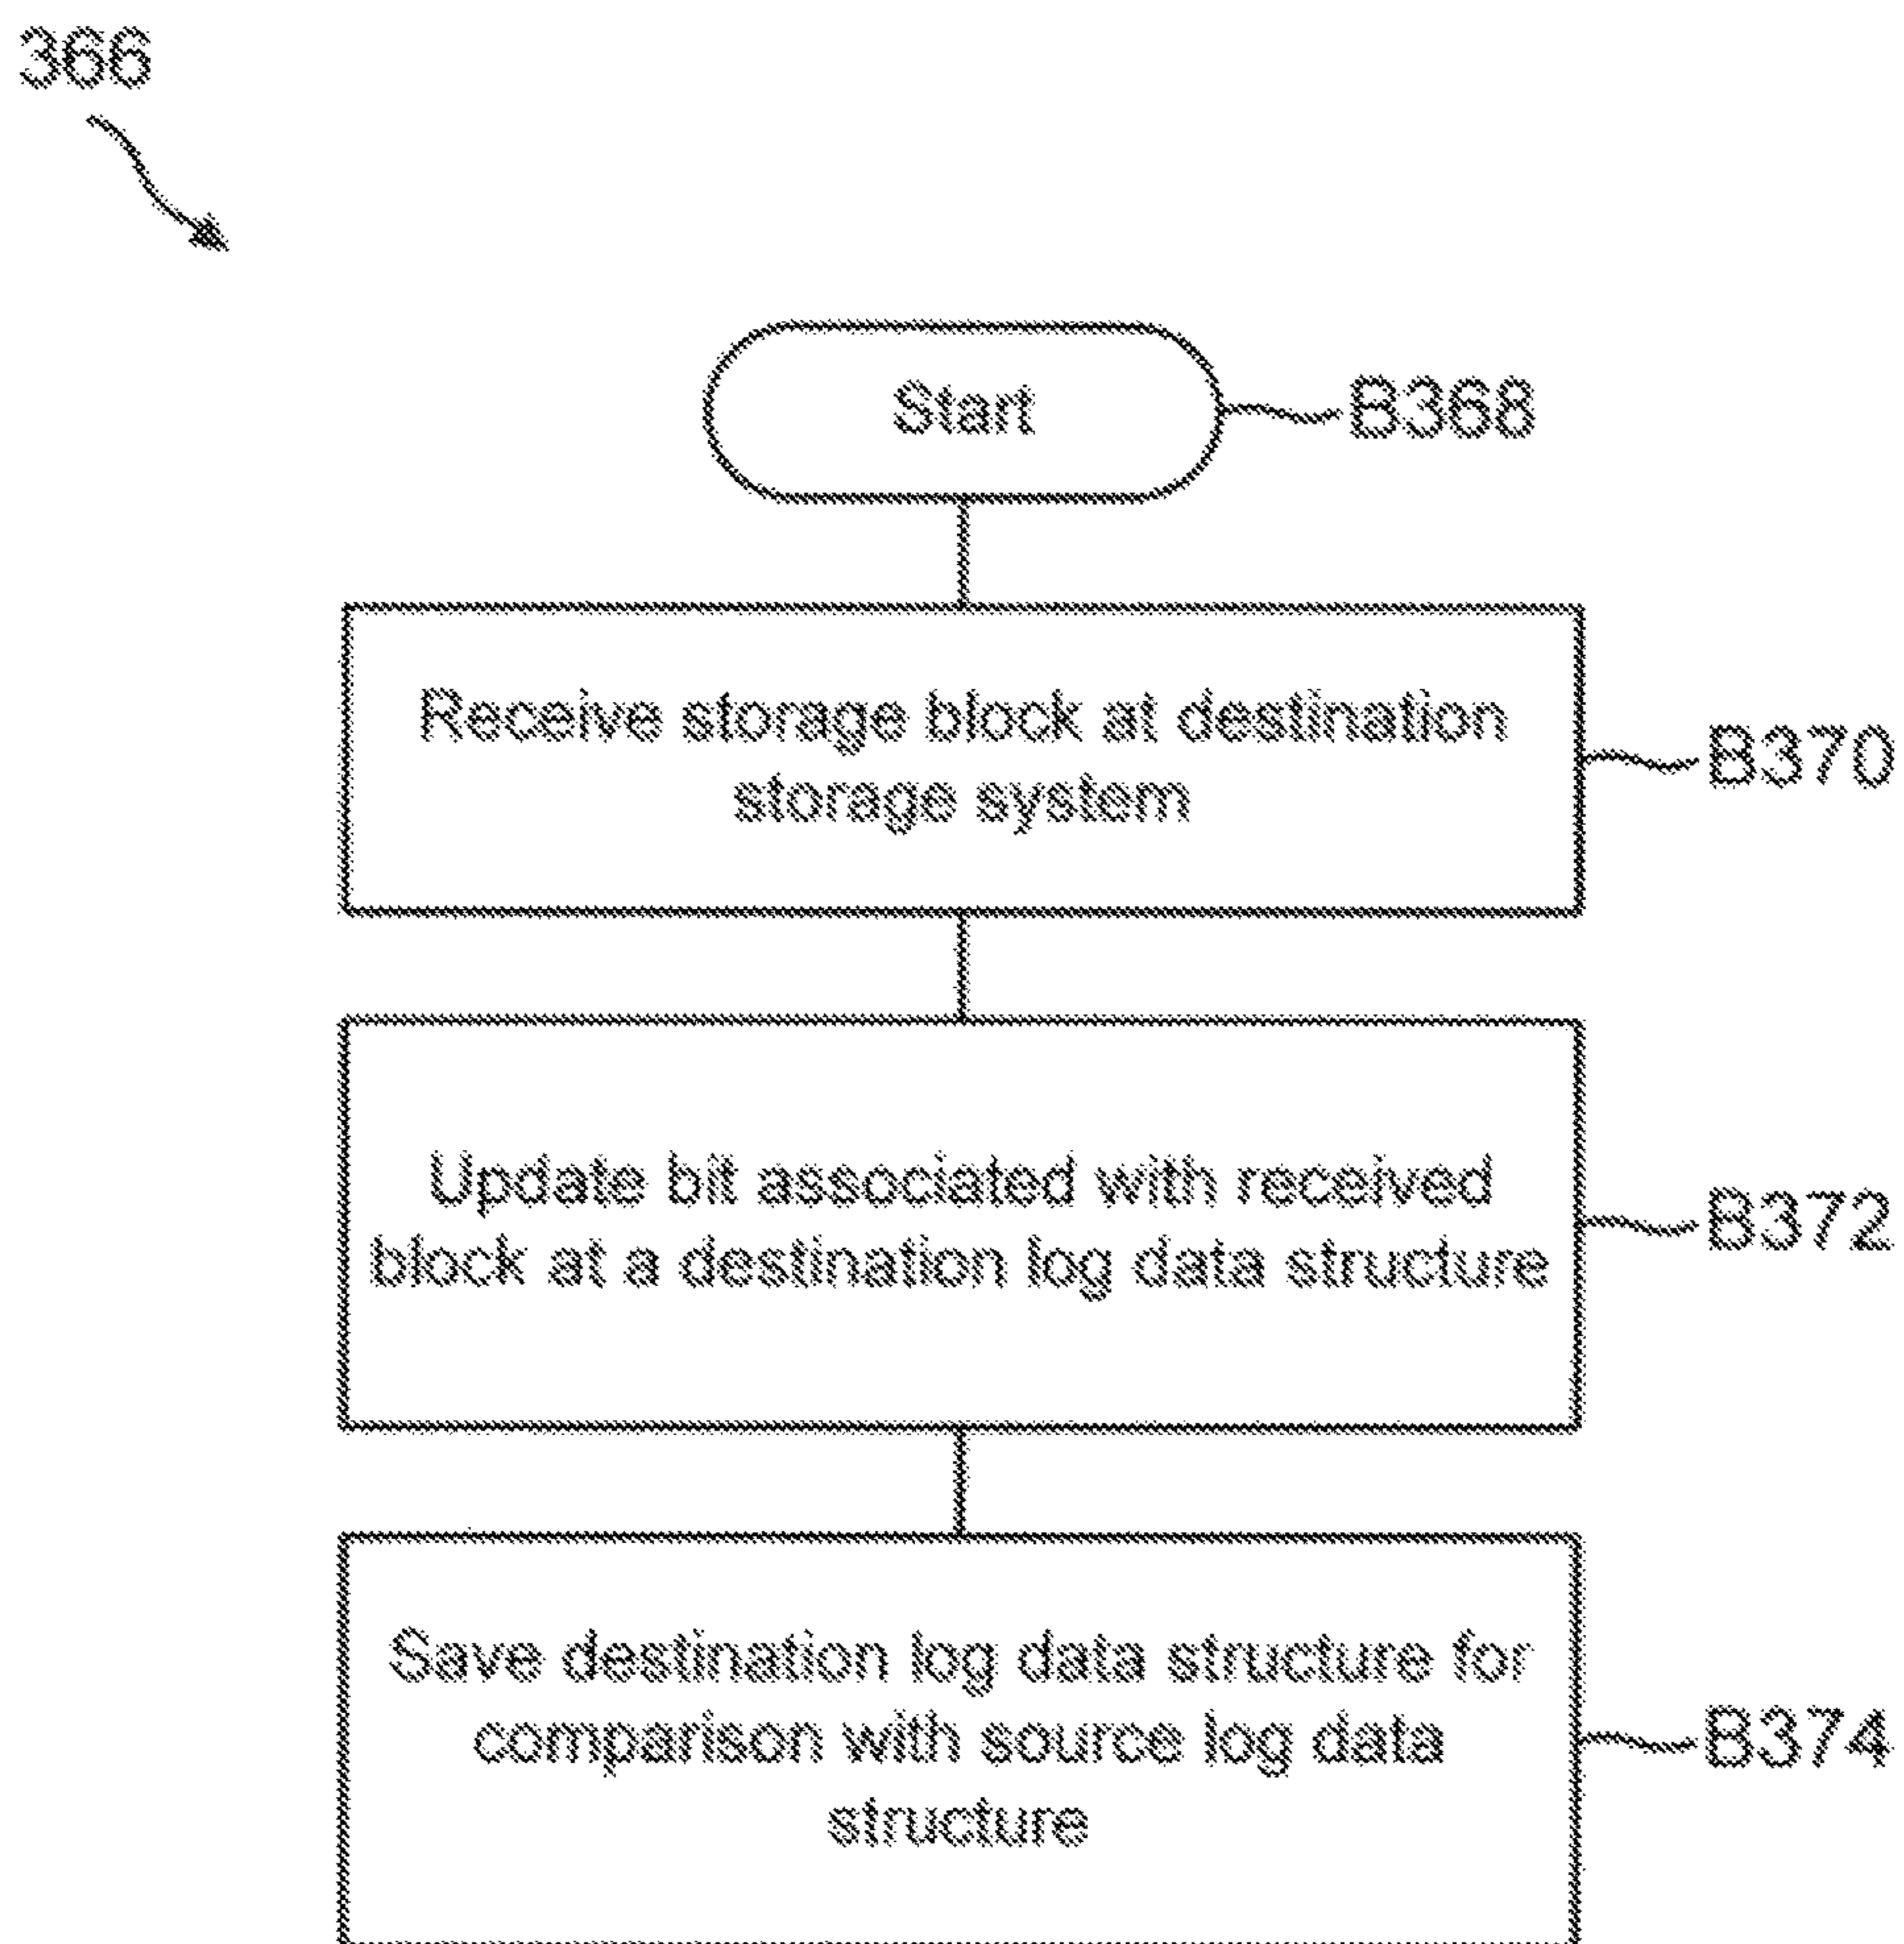 366
Start
B368
Receive storage block at destination
storage system
B370
Update bit associated with received
block at a destination log data structure
B372
Save destination log data structure for
comparison with source log data
structure
B374